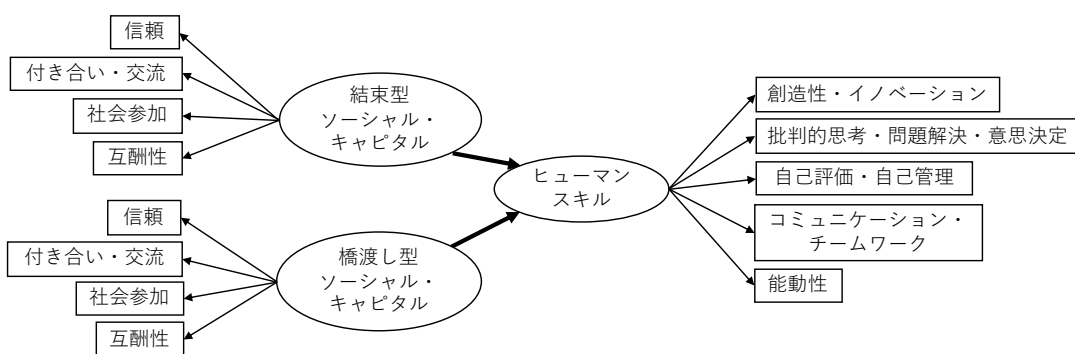 信頼
付き合い・交流
社会参加
互酬性
結束型
ソーシャル・
キャピタル
信頼
付き合い・交流
社会参加
互酬性
橋渡し型
ソーシャル・
キャピタル
ヒューマン
スキル
創造性・イノベーション
批判的思考・問題解決・意思決定
自己評価・自己管理
コミュニケーション・
チームワーク
能動性